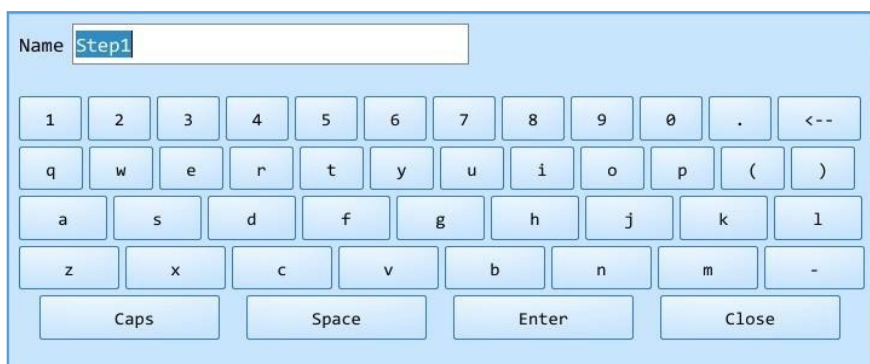 Name Step1
1 2 3 4 5 6 7 8 9 0 . <--
q w e r t y u i o p ( )
a s d f g h j k l
z x c v b n m -
Caps Space Enter Close